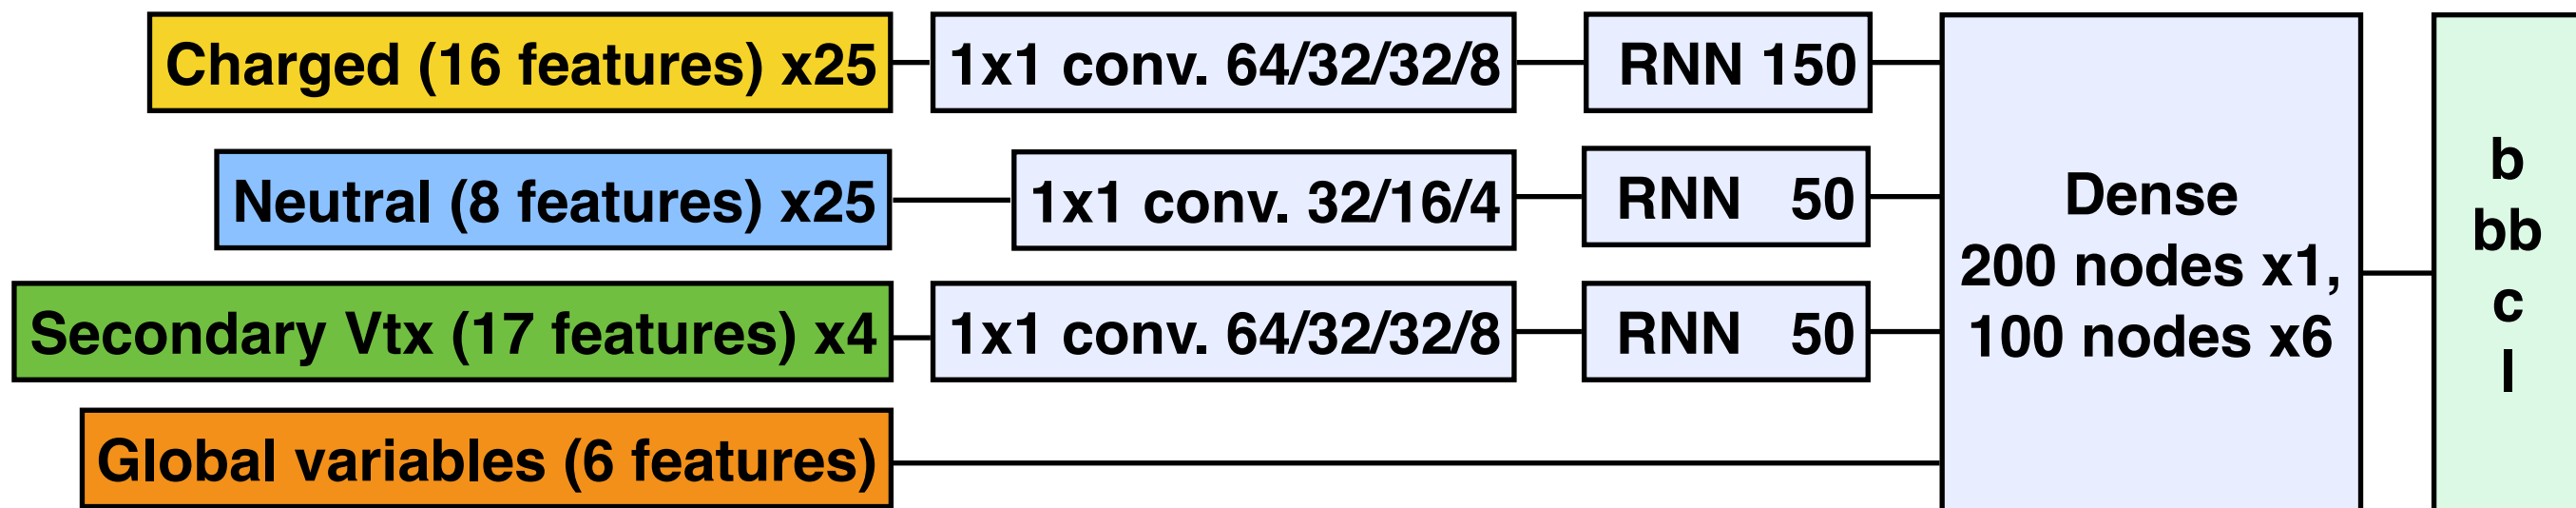 Charged (16 features) x25
1x1 conv. 64/32/32/8
RNN 150
Neutral (8 features) x25
1x1 conv. 32/16/4
RNN 50
Secondary Vtx (17 features) x4
1x1 conv. 64/32/32/8
RNN 50
Global variables (6 features)
Dense
200 nodes x1,
100 nodes x6
b
bb
c
l